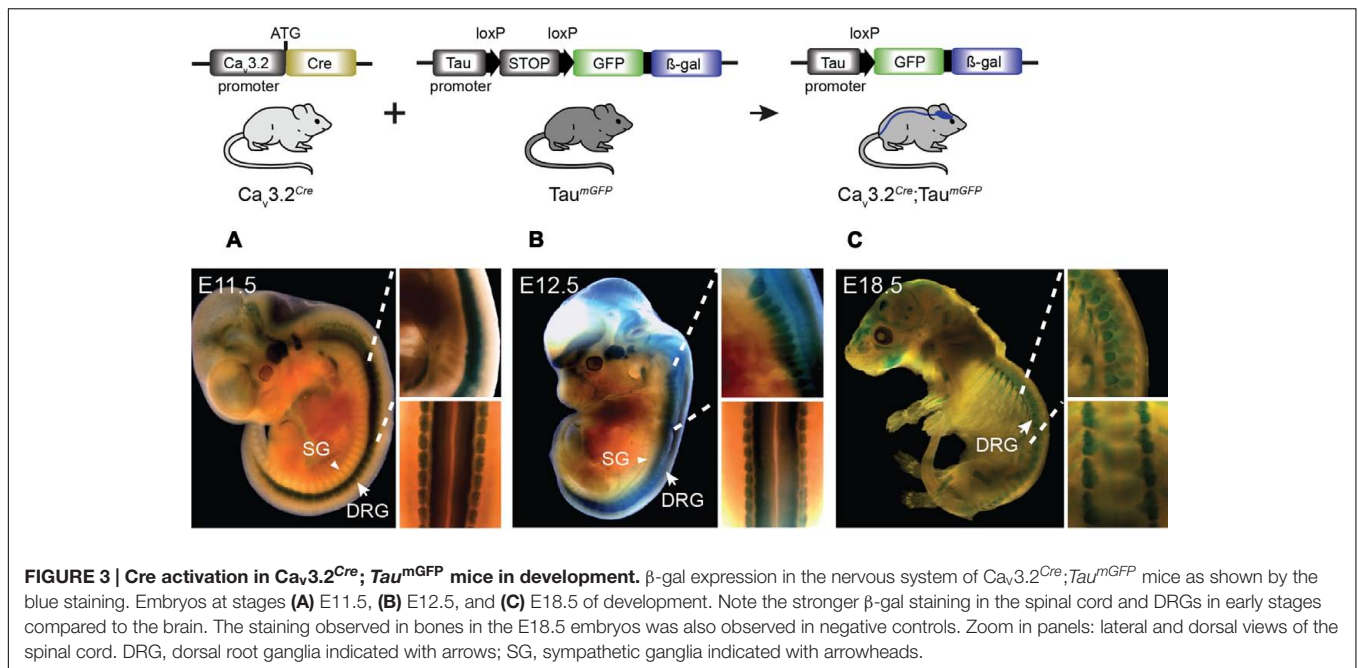 ATG
loxP loxP loxP
Cav3.2 Cre Tau STOP GFP ß-gal Tau GFP ß-gal
promoter promoter promoter
+
Cav3.2Cre TaumGFP Cav3.2Cre;TaumGFP
A B C
E11.5 E12.5 E18.5
SG SG DRG
DRG DRG
FIGURE 3 | Cre activation in Cav3.2Cre; TaumGFP mice in development. β-gal expression in the nervous system of Cav3.2Cre;TaumGFP mice as shown by the
blue staining. Embryos at stages (A) E11.5, (B) E12.5, and (C) E18.5 of development. Note the stronger β-gal staining in the spinal cord and DRGs in early stages
compared to the brain. The staining observed in bones in the E18.5 embryos was also observed in negative controls. Zoom in panels: lateral and dorsal views of the
spinal cord. DRG, dorsal root ganglia indicated with arrows; SG, sympathetic ganglia indicated with arrowheads.